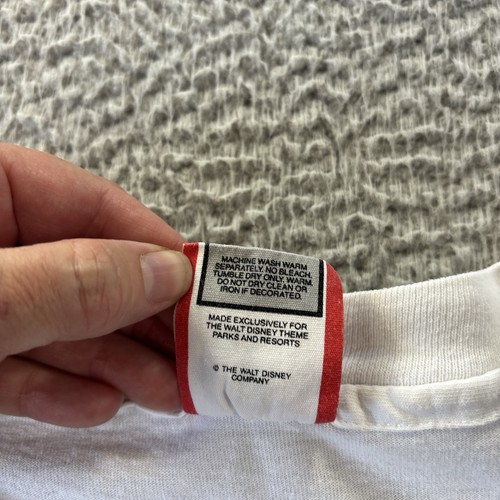 MACHINE WASH WARM
SEPARATELY. NO BLEACH.
TUMBLE DRY ONLY, WARM.
DO NOT DRY CLEAN OR
IRON IF DECORATED.
MADE EXCLUSIVELY FOR
THE WALT DISNEY THEME
PARKS AND RESORTS
© THE WALT DISNEY
COMPANY